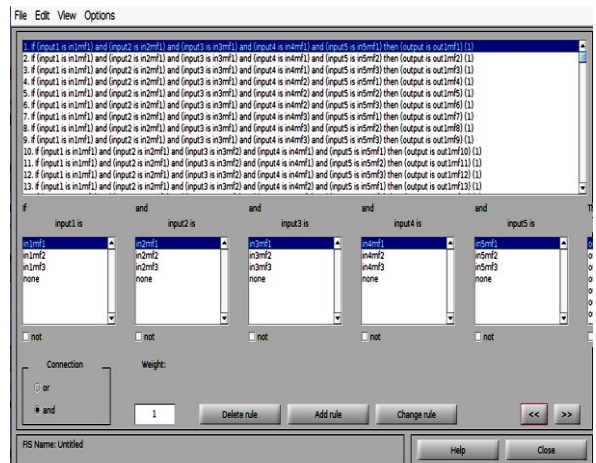 File Edit View Options
1. If (input1 is in1mf1) and (input2 is in2mf1) and (input3 is in3mf1) and (input4 is in4mf1) and (input5 is in5mf1) then (output is out1mf1) (1)
2. If (input1 is in1mf1) and (input2 is in2mf1) and (input3 is in3mf1) and (input4 is in4mf1) and (input5 is in5mf2) then (output is out1mf2) (1)
3. If (input1 is in1mf1) and (input2 is in2mf1) and (input3 is in3mf1) and (input4 is in4mf1) and (input5 is in5mf3) then (output is out1mf3) (1)
4. If (input1 is in1mf1) and (input2 is in2mf1) and (input3 is in3mf1) and (input4 is in4mf2) and (input5 is in5mf1) then (output is out1mf4) (1)
5. If (input1 is in1mf1) and (input2 is in2mf1) and (input3 is in3mf1) and (input4 is in4mf2) and (input5 is in5mf2) then (output is out1mf5) (1)
6. If (input1 is in1mf1) and (input2 is in2mf1) and (input3 is in3mf1) and (input4 is in4mf2) and (input5 is in5mf3) then (output is out1mf6) (1)
7. If (input1 is in1mf1) and (input2 is in2mf1) and (input3 is in3mf1) and (input4 is in4mf3) and (input5 is in5mf1) then (output is out1mf7) (1)
8. If (input1 is in1mf1) and (input2 is in2mf1) and (input3 is in3mf1) and (input4 is in4mf3) and (input5 is in5mf2) then (output is out1mf8) (1)
9. If (input1 is in1mf1) and (input2 is in2mf1) and (input3 is in3mf1) and (input4 is in4mf3) and (input5 is in5mf3) then (output is out1mf9) (1)
10. If (input1 is in1mf1) and (input2 is in2mf1) and (input3 is in3mf2) and (input4 is in4mf1) and (input5 is in5mf1) then (output is out1mf10) (1)
11. If (input1 is in1mf1) and (input2 is in2mf1) and (input3 is in3mf2) and (input4 is in4mf1) and (input5 is in5mf2) then (output is out1mf11) (1)
12. If (input1 is in1mf1) and (input2 is in2mf1) and (input3 is in3mf2) and (input4 is in4mf1) and (input5 is in5mf3) then (output is out1mf12) (1)
13. If (input1 is in1mf1) and (input2 is in2mf1) and (input3 is in3mf2) and (input4 is in4mf2) and (input5 is in5mf1) then (output is out1mf13) (1)
If and and and and
input1 is input2 is input3 is input4 is input5 is
in1mf1 in2mf1 in3mf1 in4mf1 in5mf1
in1mf2 in2mf2 in3mf2 in4mf2 in5mf2
in1mf3 in2mf3 in3mf3 in4mf3 in5mf3
none none none none none
not not not not not
Connection Weight:
or
and 1 Delete rule Add rule Change rule << >>
FIS Name: Untitled Help Close